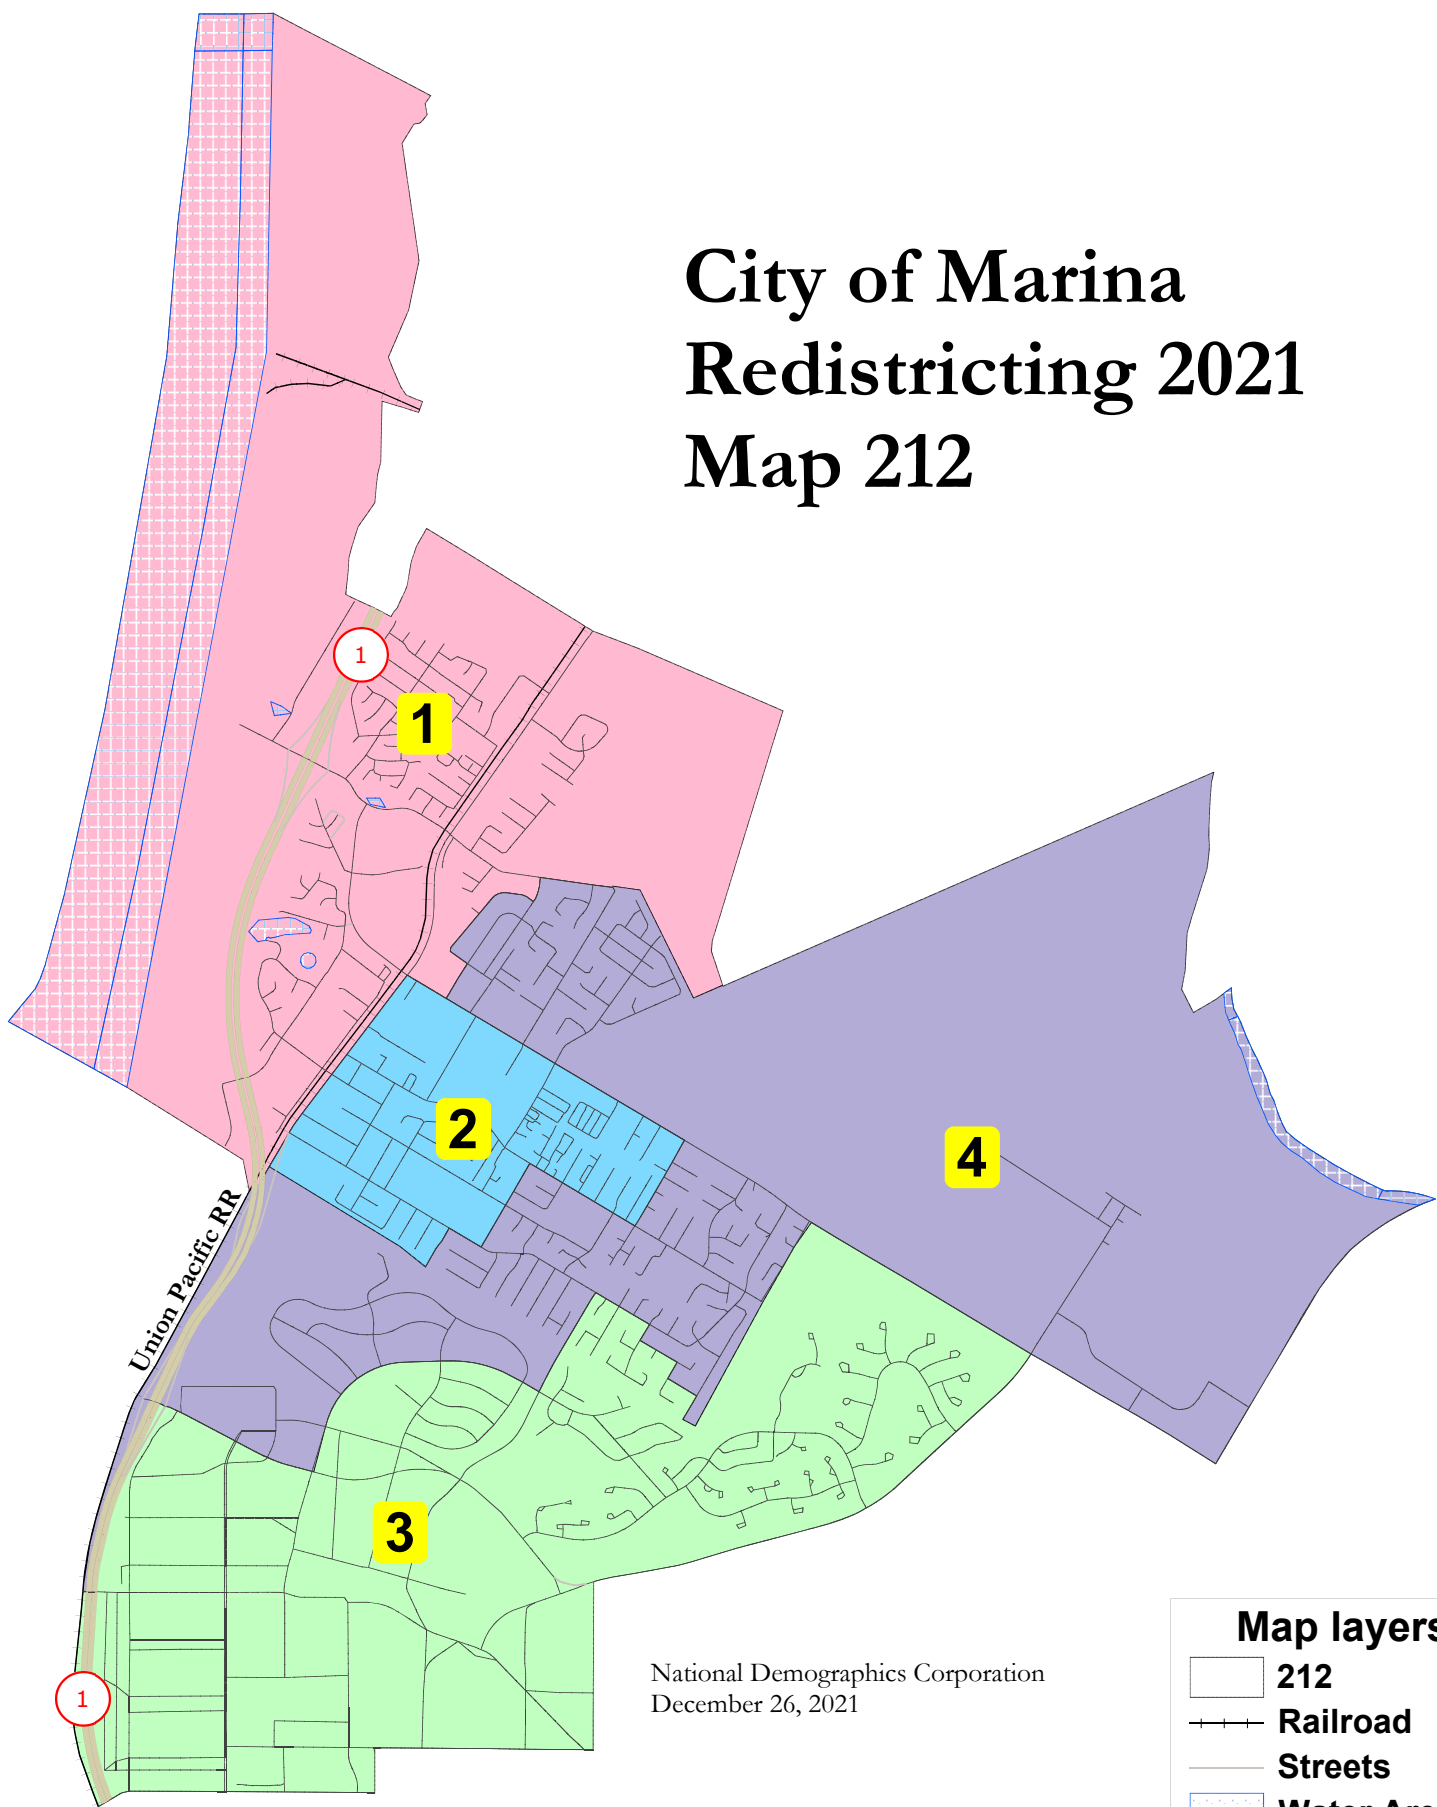 City of Marina
Redistricting 2021
Map 212
1
1
2
4
Union Pacific RR
3
1
National Demographics Corporation
December 26, 2021
Map layers
212
Railroad
Streets